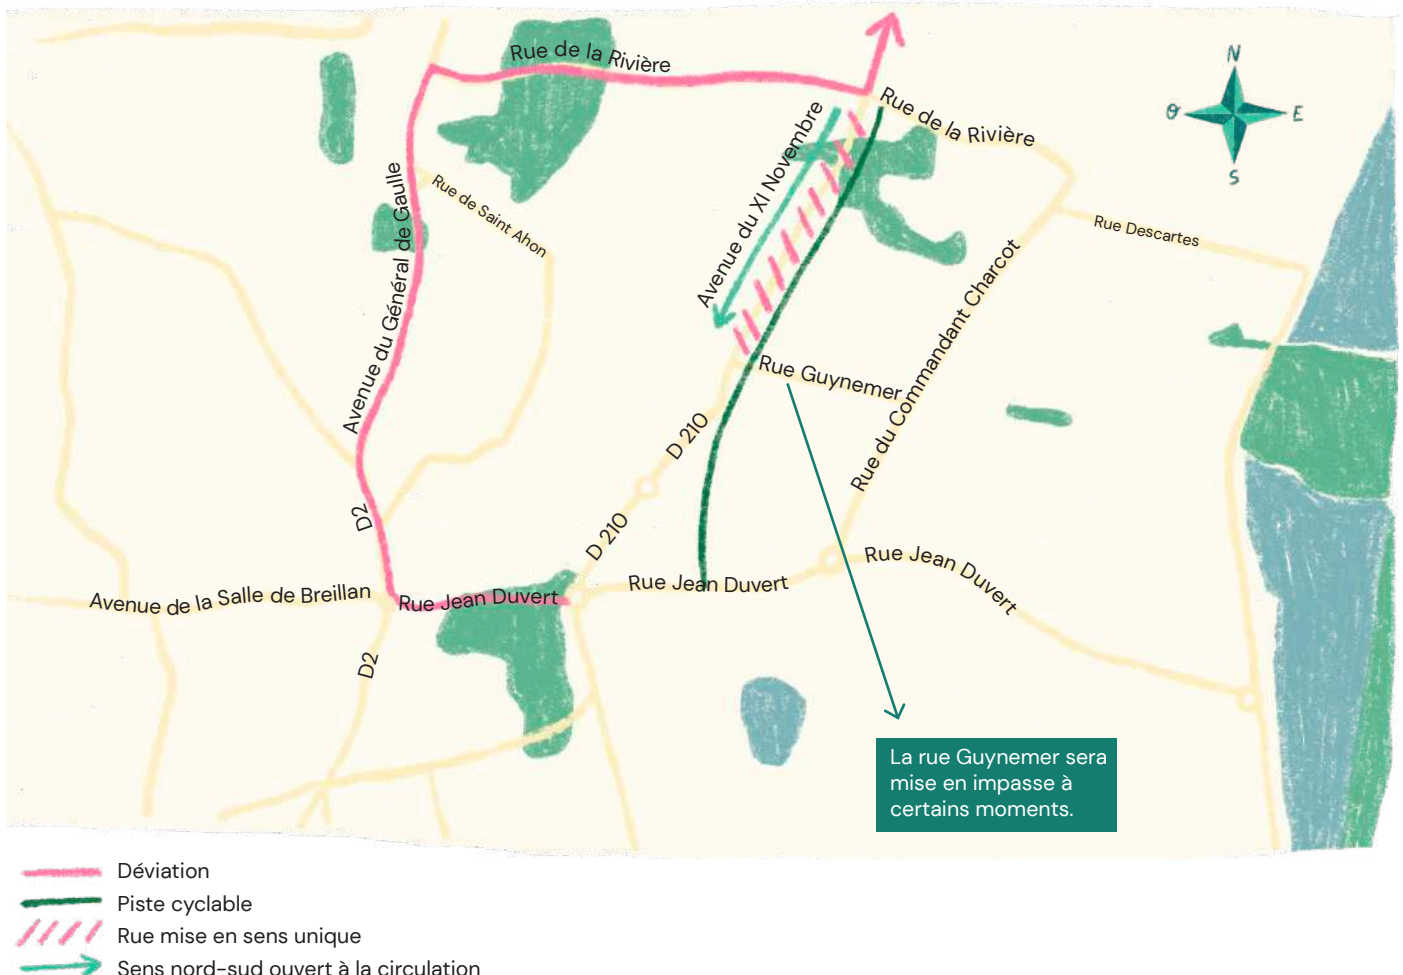 Rue de la Rivière
N
O
E
S
Rue de la Rivière
Avenue du XI Novembre
Avenue du Général de Gaulle
Rue de Saint Ahon
Rue Descartes
Rue du Commandant Charcot
Rue Guynemer
D 210
D2
D 210
Rue Jean Duvert
Rue Jean Duvert
Avenue de la Salle de Breillan
Rue Jean Duvert
D2
La rue Guynemer sera
mise en impasse à
certains moments.
Déviation
Piste cyclable
Rue mise en sens unique
Sens nord-sud ouvert à la circulation